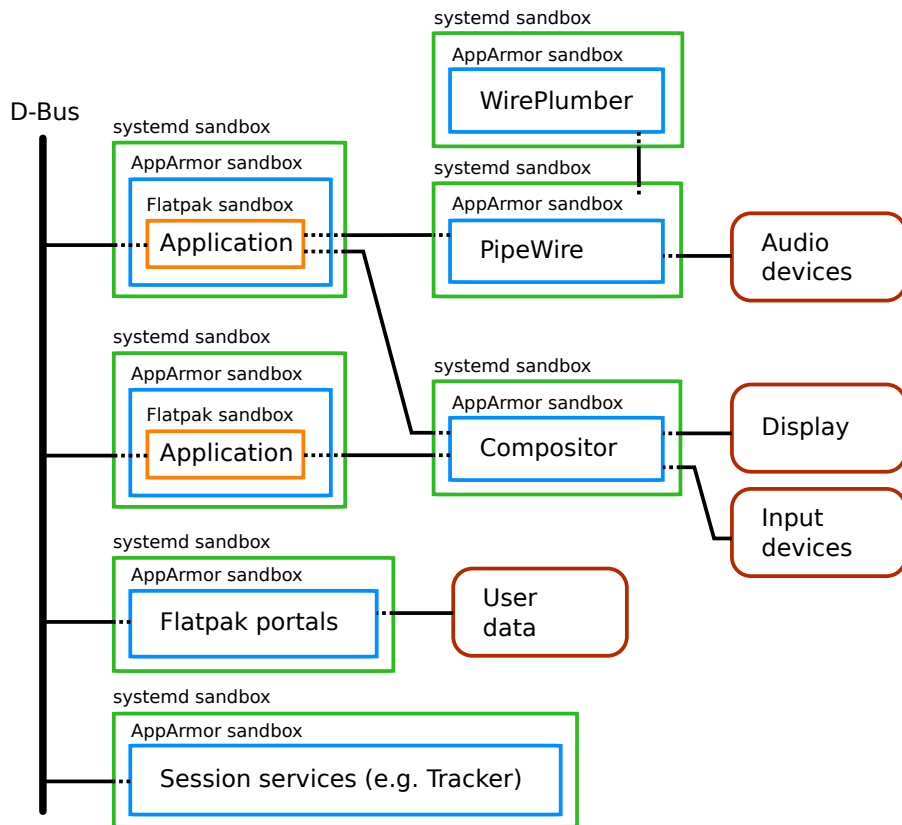 systemd sandbox
AppArmor sandbox
WirePlumber
D-Bus
systemd sandbox
AppArmor sandbox
Flatpak sandbox
Application
systemd sandbox
AppArmor sandbox
PipeWire
Audio
devices
systemd sandbox
AppArmor sandbox
Flatpak sandbox
Application
systemd sandbox
AppArmor sandbox
Compositor
Display
Input
devices
systemd sandbox
AppArmor sandbox
Flatpak portals
User
data
systemd sandbox
AppArmor sandbox
Session services (e.g. Tracker)